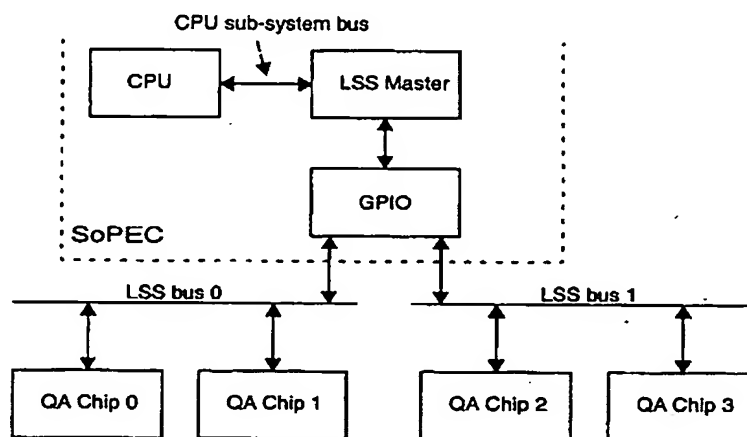 CPU sub-system bus
CPU
LSS Master
GPIO
SoPEC
LSS bus 0
LSS bus 1
QA Chip 0
QA Chip 1
QA Chip 2
QA Chip 3